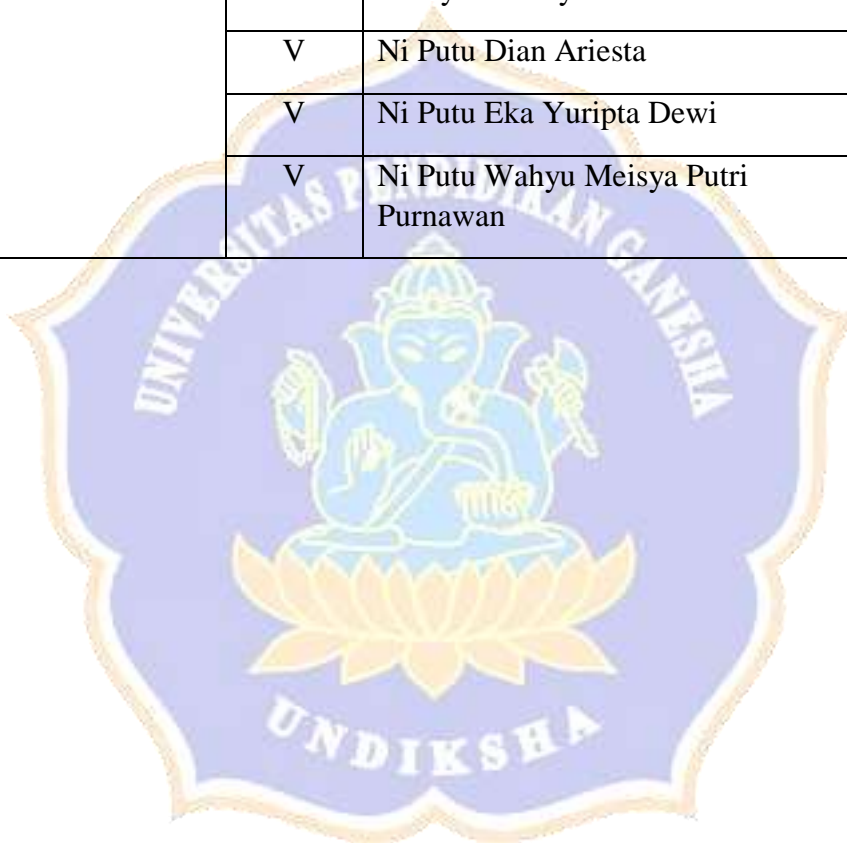 V Ni Putu Dian Ariesta
V Ni Putu Eka Yuripta Dewi
V Ni Putu Wahyu Meisya Putri
Purnawan
UNIVERSITAS PENDIDIKAN GANESHA
UNDIKSHA